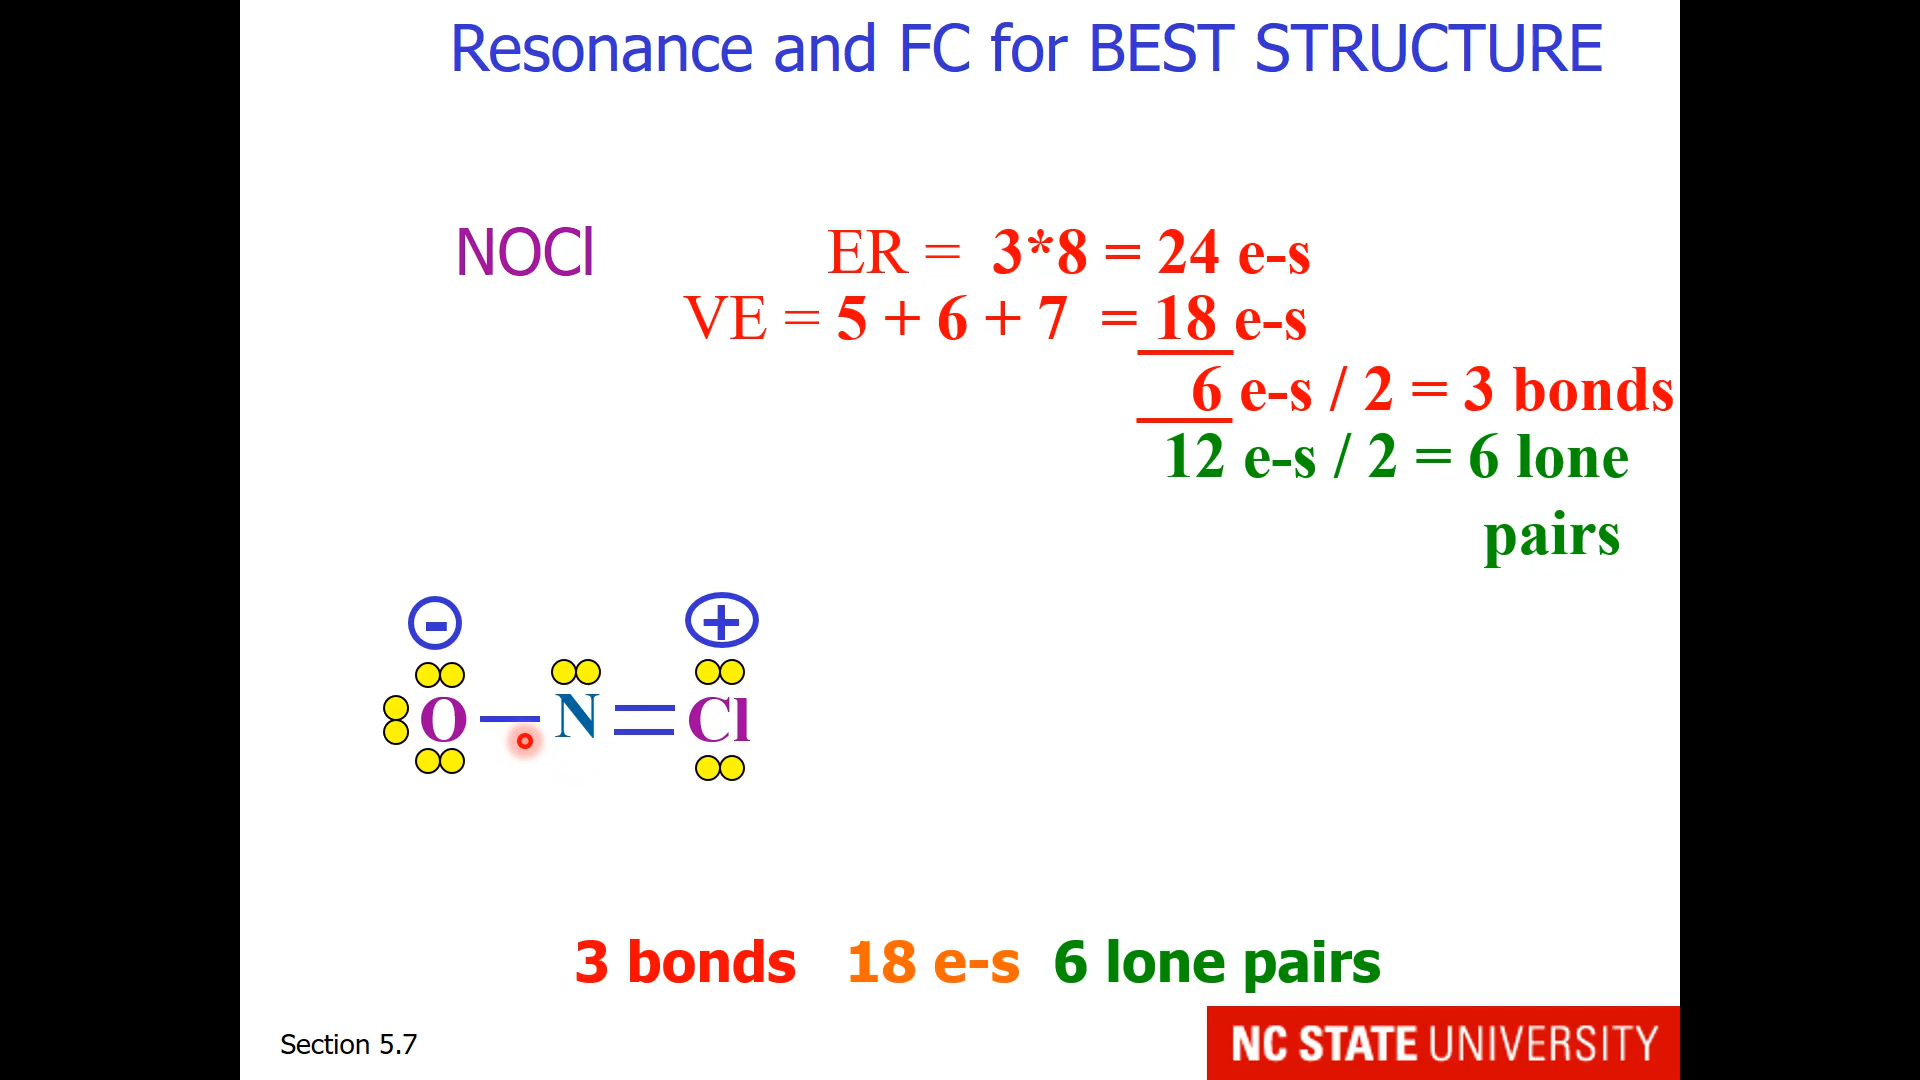 Resonance and FC for BEST STRUCTURE
NOCl
ER = 3*8 = 24 e-s
VE = 5 + 6 + 7 = 18 e-s
6 e-s / 2 = 3 bonds
12 e-s / 2 = 6 lone
pairs
- +
O N Cl
3 bonds 18 e-s 6 lone pairs
Section 5.7
NC STATE UNIVERSITY